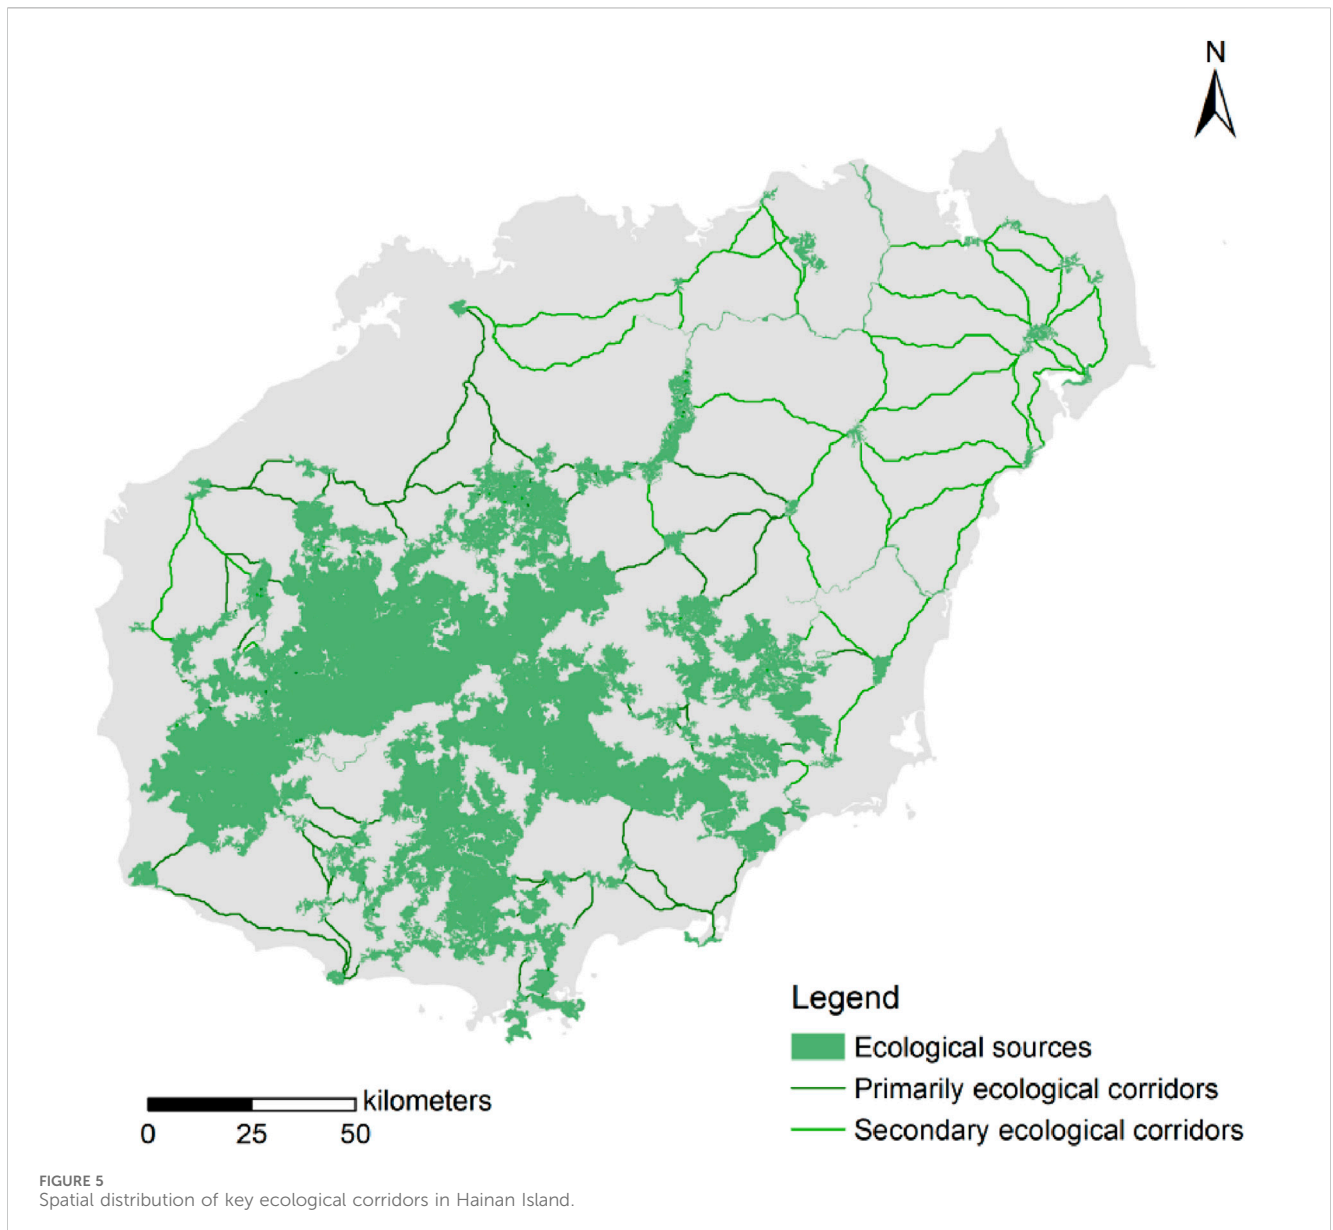 N
Legend
Ecological sources
Primarily ecological corridors
Secondary ecological corridors
kilometers
0 25 50
FIGURE 5
Spatial distribution of key ecological corridors in Hainan Island.